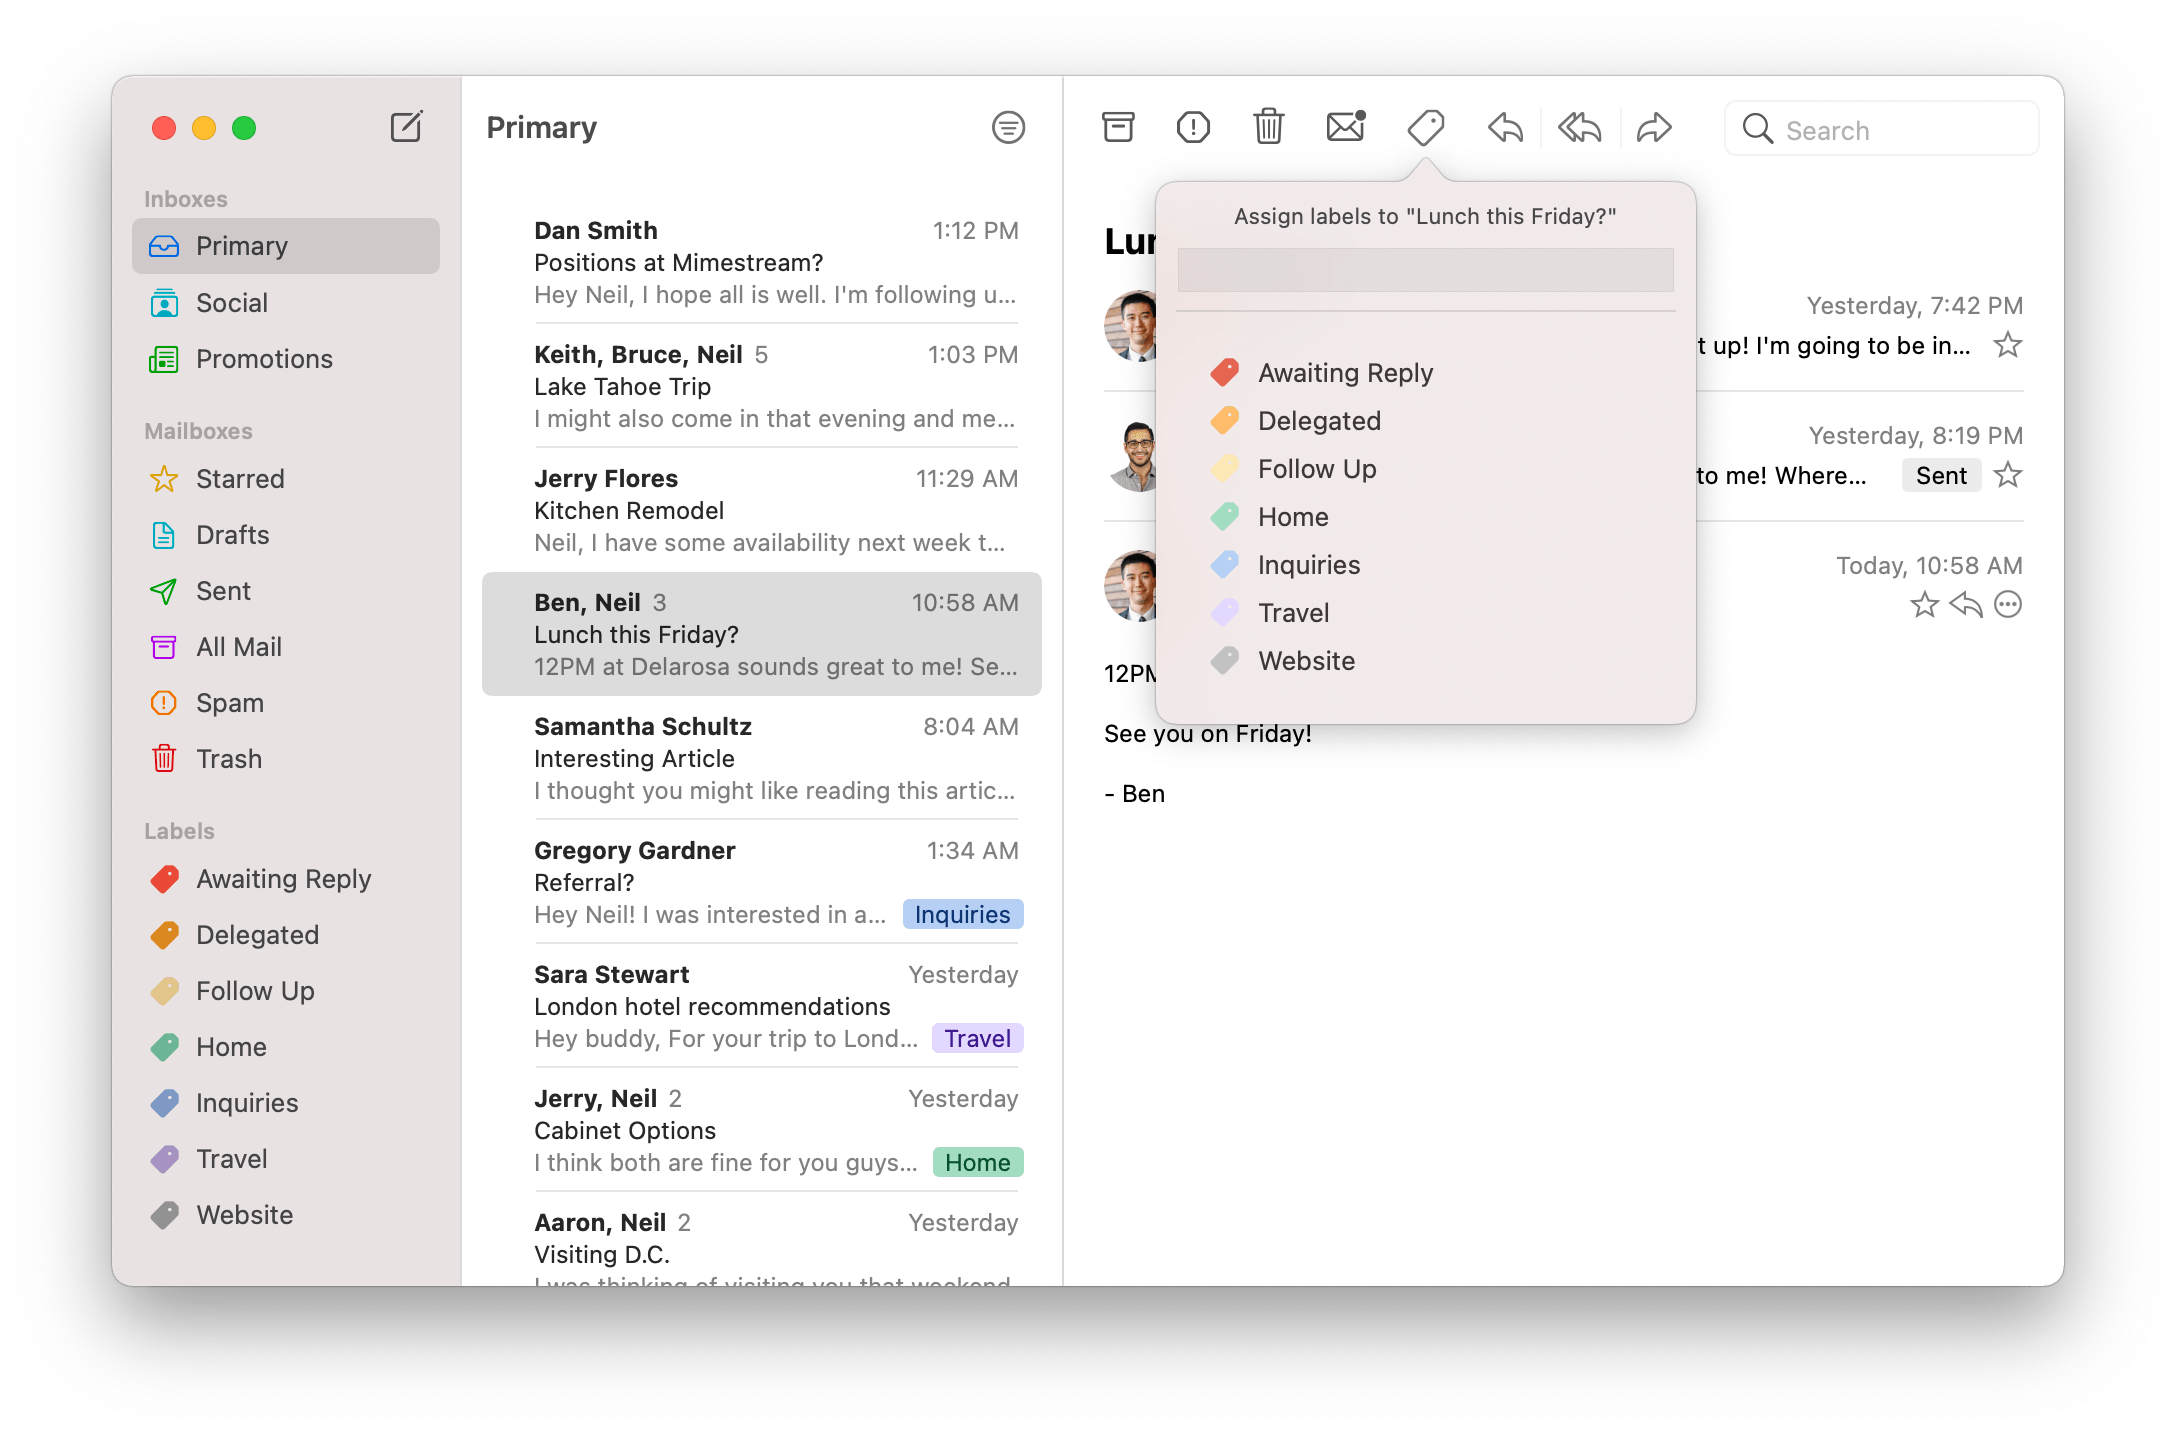 Inboxes
Primary
Social
Promotions
Mailboxes
Starred
Drafts
Sent
All Mail
Spam
Trash
Labels
Awaiting Reply
Delegated
Follow Up
Home
Inquiries
Travel
Website
Primary
Dan Smith 1:12 PM
Positions at Mimestream?
Hey Neil, I hope all is well. I'm following u...
Keith, Bruce, Neil 5 1:03 PM
Lake Tahoe Trip
I might also come in that evening and me...
Jerry Flores 11:29 AM
Kitchen Remodel
Neil, I have some availability next week t...
Ben, Neil 3 10:58 AM
Lunch this Friday?
12PM at Delarosa sounds great to me! Se...
Samantha Schultz 8:04 AM
Interesting Article
I thought you might like reading this artic...
Gregory Gardner 1:34 AM
Referral?
Hey Neil! I was interested in a... Inquiries
Sara Stewart Yesterday
London hotel recommendations
Hey buddy, For your trip to Lond... Travel
Jerry, Neil 2 Yesterday
Cabinet Options
I think both are fine for you guys... Home
Aaron, Neil 2 Yesterday
Visiting D.C.
I was thinking of visiting you that weekend
Search
Assign labels to "Lunch this Friday?"
Awaiting Reply
Delegated
Follow Up
Home
Inquiries
Travel
Website
Yesterday, 7:42 PM
t up! I'm going to be in...
Yesterday, 8:19 PM
to me! Where... Sent
Today, 10:58 AM
12PM
See you on Friday!
- Ben